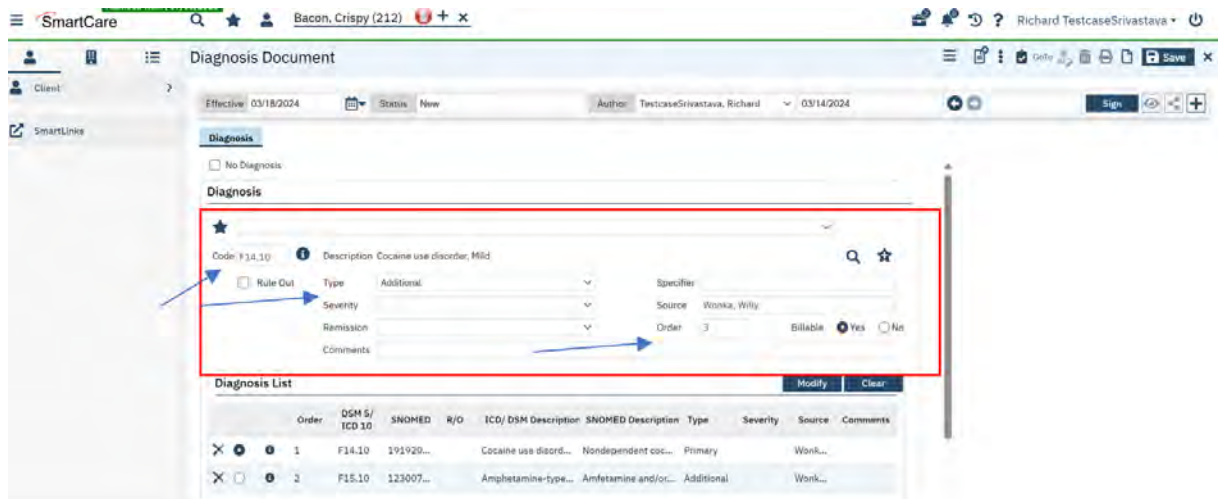 SmartCare Bacon, Crispy (212) Richard TestcaseSrivastava
Diagnosis Document Save
Client
SmartLinks
Effective 03/18/2024 Status New Author TestcaseSrivastava, Richard 03/14/2024 Sign
Diagnosis
No Diagnosis
Diagnosis
Code F14.10 Description Cocaine use disorder, Mild
Rule Out Type Additional Specifier
Severity Source Wonka, Willy
Remission Order 3 Billable Yes No
Comments
Diagnosis List Modify Clear
Order DSM 5/ ICD 10 SNOMED R/O ICD/ DSM Description SNOMED Description Type Severity Source Comments
1 F14.10 191920... Cocaine use disord... Nondependent coc... Primary Wonk...
2 F15.10 123007... Amphetamine-type... Amfetamine and/or... Additional Wonk...